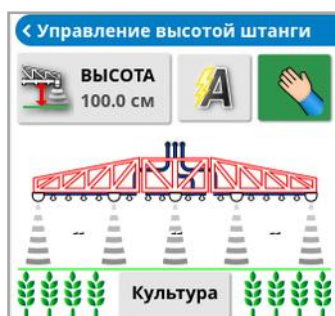 Управление высотой штанги
ВЫСОТА
100.0 см
A
-- -- --
Культура